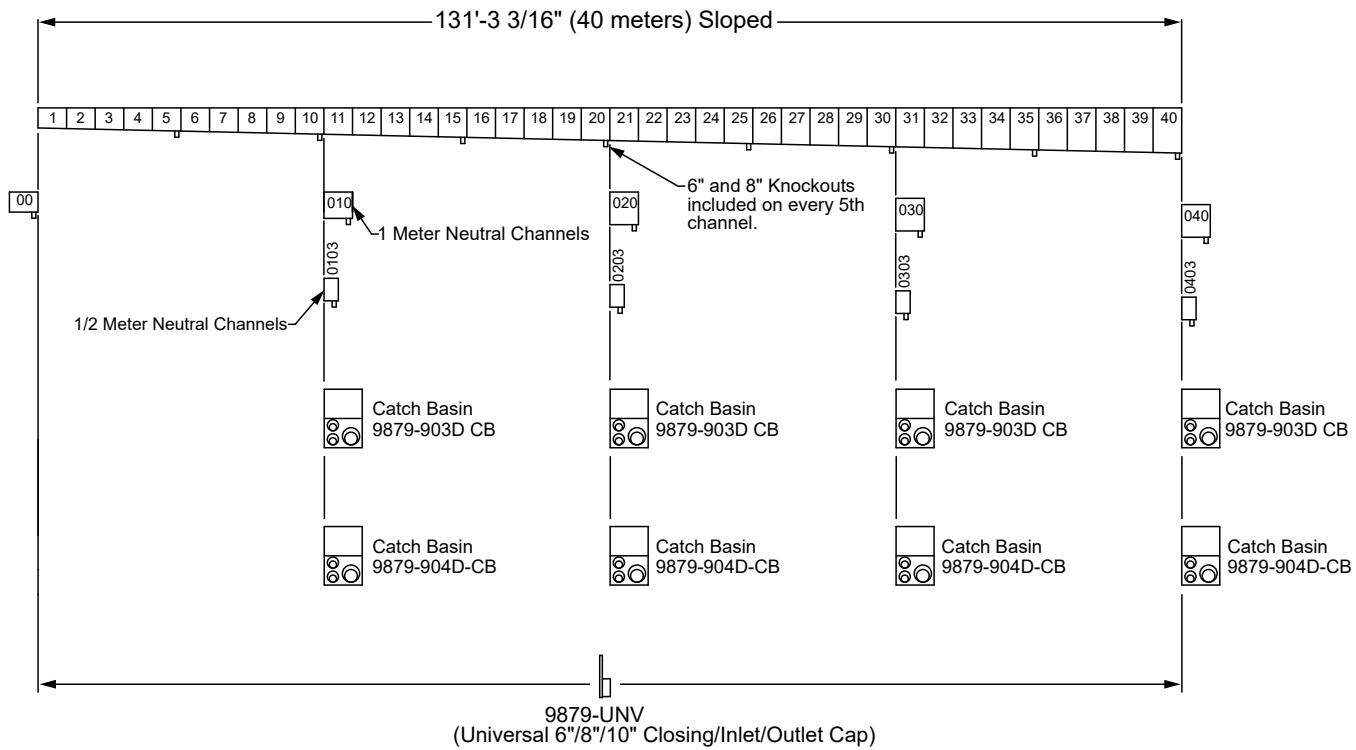 131'-3 3/16" (40 meters) Sloped
1 2 3 4 5 6 7 8 9 10 11 12 13 14 15 16 17 18 19 20 21 22 23 24 25 26 27 28 29 30 31 32 33 34 35 36 37 38 39 40
00
010
020
030
040
6" and 8" Knockouts
included on every 5th
channel.
1 Meter Neutral Channels
0103
0203
0303
0403
1/2 Meter Neutral Channels
Catch Basin
9879-903D CB
Catch Basin
9879-903D CB
Catch Basin
9879-903D CB
Catch Basin
9879-903D CB
Catch Basin
9879-904D-CB
Catch Basin
9879-904D-CB
Catch Basin
9879-904D-CB
Catch Basin
9879-904D-CB
9879-UNV
(Universal 6"/8"/10" Closing/Inlet/Outlet Cap)